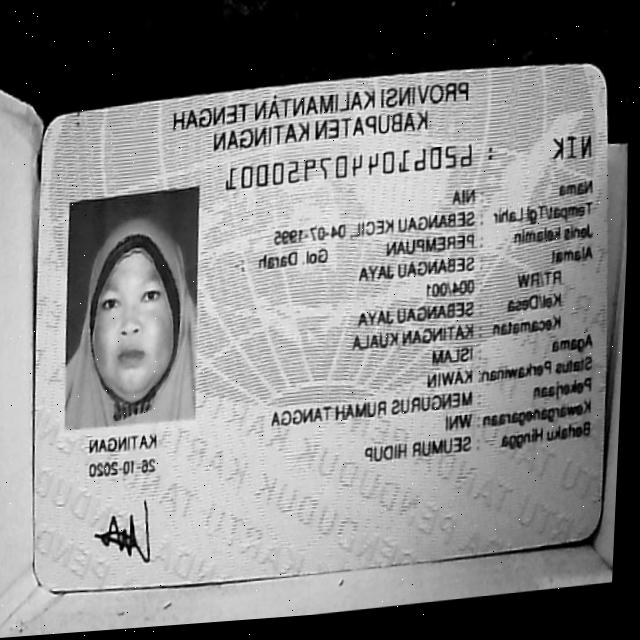 PROVINSI KALIMANTAN TENGAH
KABUPATEN KATINGAN
NIK : 6206104407950001
Nama : NIA
Tempat/Tgl Lahir : SEBANGAU KECIL, 04-07-1995
Jenis kelamin : PEREMPUAN Gol. Darah :
Alamat : SEBANGAU JAYA
RT/RW : 004/001
Kel/Desa : SEBANGAU JAYA
Kecamatan : KATINGAN KUALA
Agama : ISLAM
Status Perkawinan: KAWIN
Pekerjaan : MENGURUS RUMAH TANGGA
Kewarganegaraan: WNI
Berlaku Hingga : SEUMUR HIDUP
KATINGAN
26-10-2020